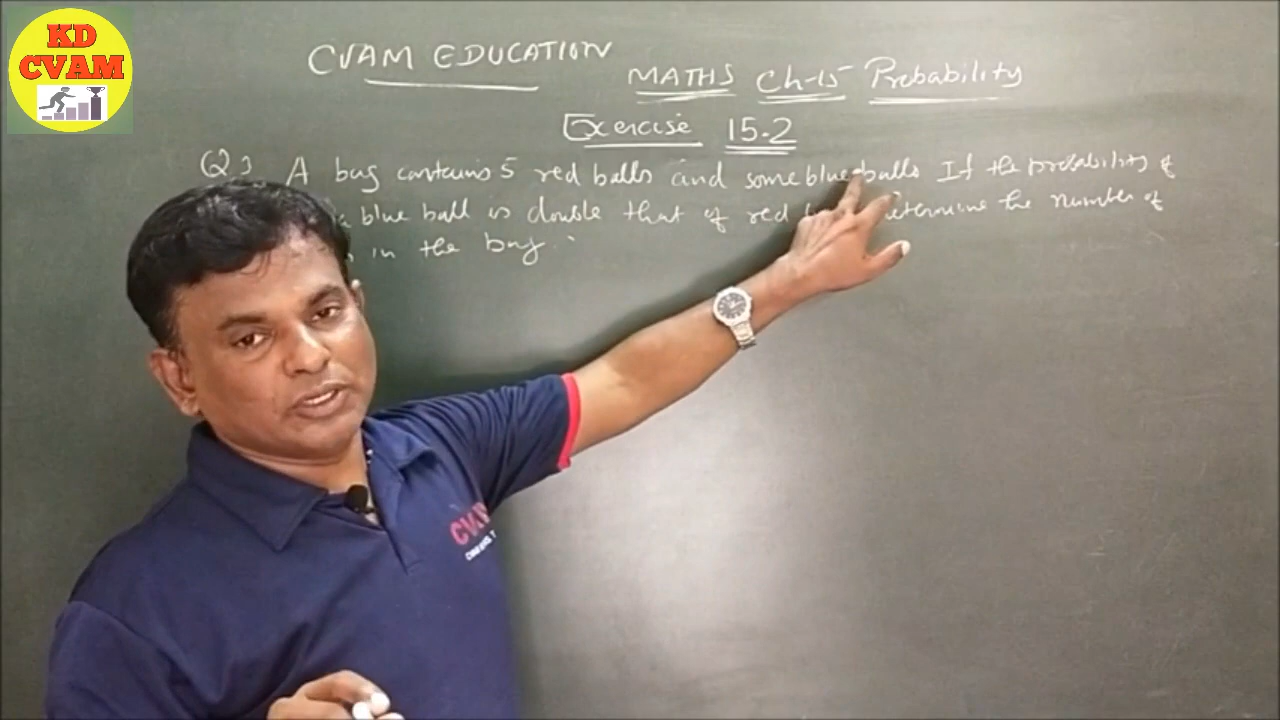 KD
CVAM
CVAM EDUCATION
MATHS Ch-15 Probability
Exercise 15.2
Q3 A bag contains 5 red balls and some blue balls If the probability of
a blue ball is double that of red determine the number of
in the bag.
CVA